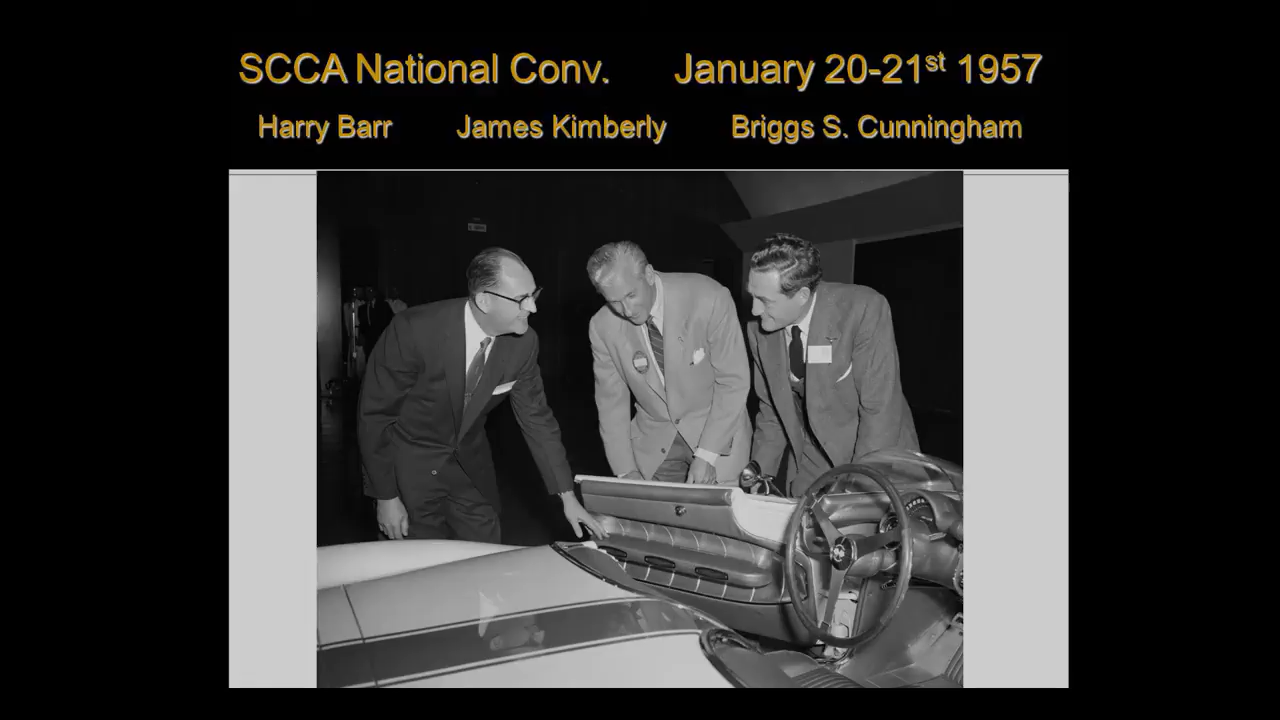 SCCA National Conv. January 20-21st 1957
Harry Barr James Kimberly Briggs S. Cunningham